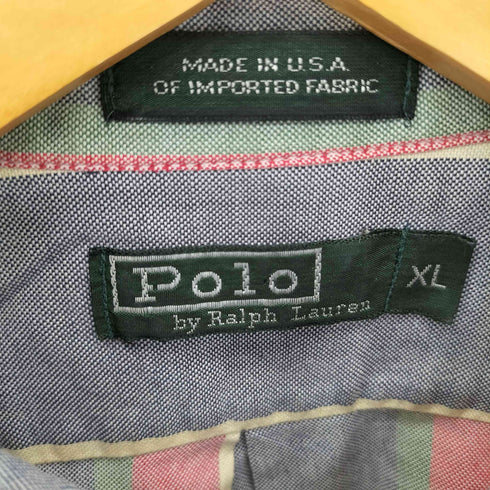 MADE IN U.S.A
OF IMPORTED FABRIC
Polo
by Ralph Lauren
XL